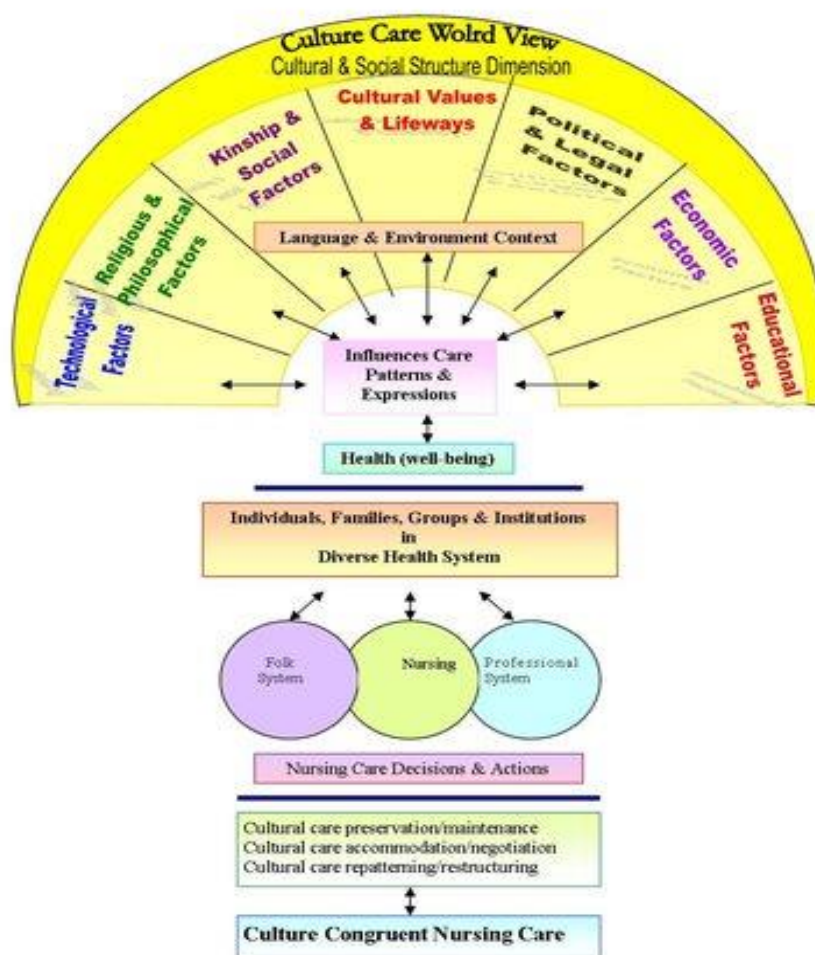 Culture Care Wolrd View
Cultural & Social Structure Dimension
Technological
Factors
Religious &
Philosophical
Factors
Kinship &
Social
Factors
Cultural Values
& Lifeways
Political
& Legal
Factors
Economic
Factors
Educational
Factors
Language & Environment Context
Influences Care
Patterns &
Expressions
Health (well-being)
Individuals, Families, Groups & Institutions
in
Diverse Health System
Folk
System
Nursing
Professional
System
Nursing Care Decisions & Actions
Cultural care preservation/maintenance
Cultural care accommodation/negotiation
Cultural care repatterning/restructuring
Culture Congruent Nursing Care